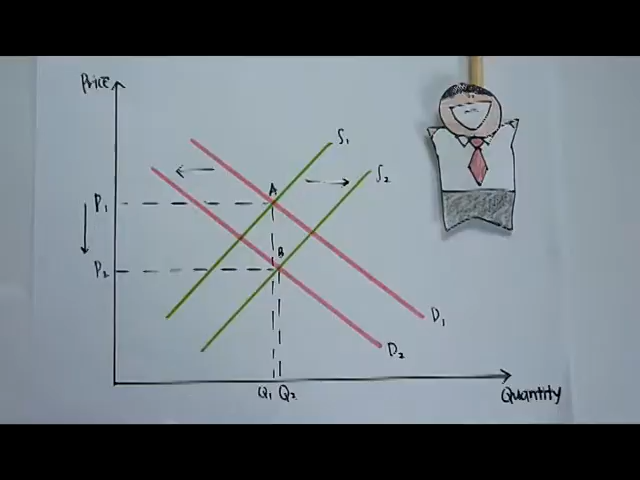 Price
S₁
S₂
A
P₁
B
P₂
D₁
D₂
Q₁ Q₂
Quantity